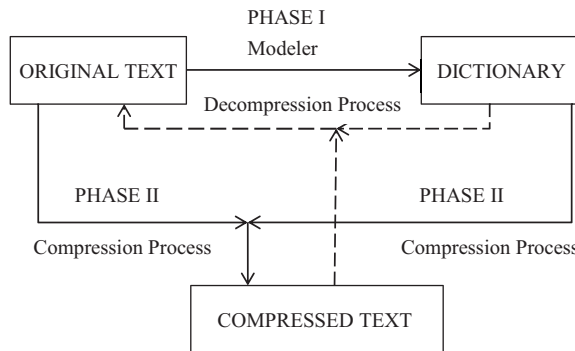 PHASE I
Modeler
ORIGINAL TEXT
DICTIONARY
Decompression Process
PHASE II
PHASE II
Compression Process
Compression Process
COMPRESSED TEXT